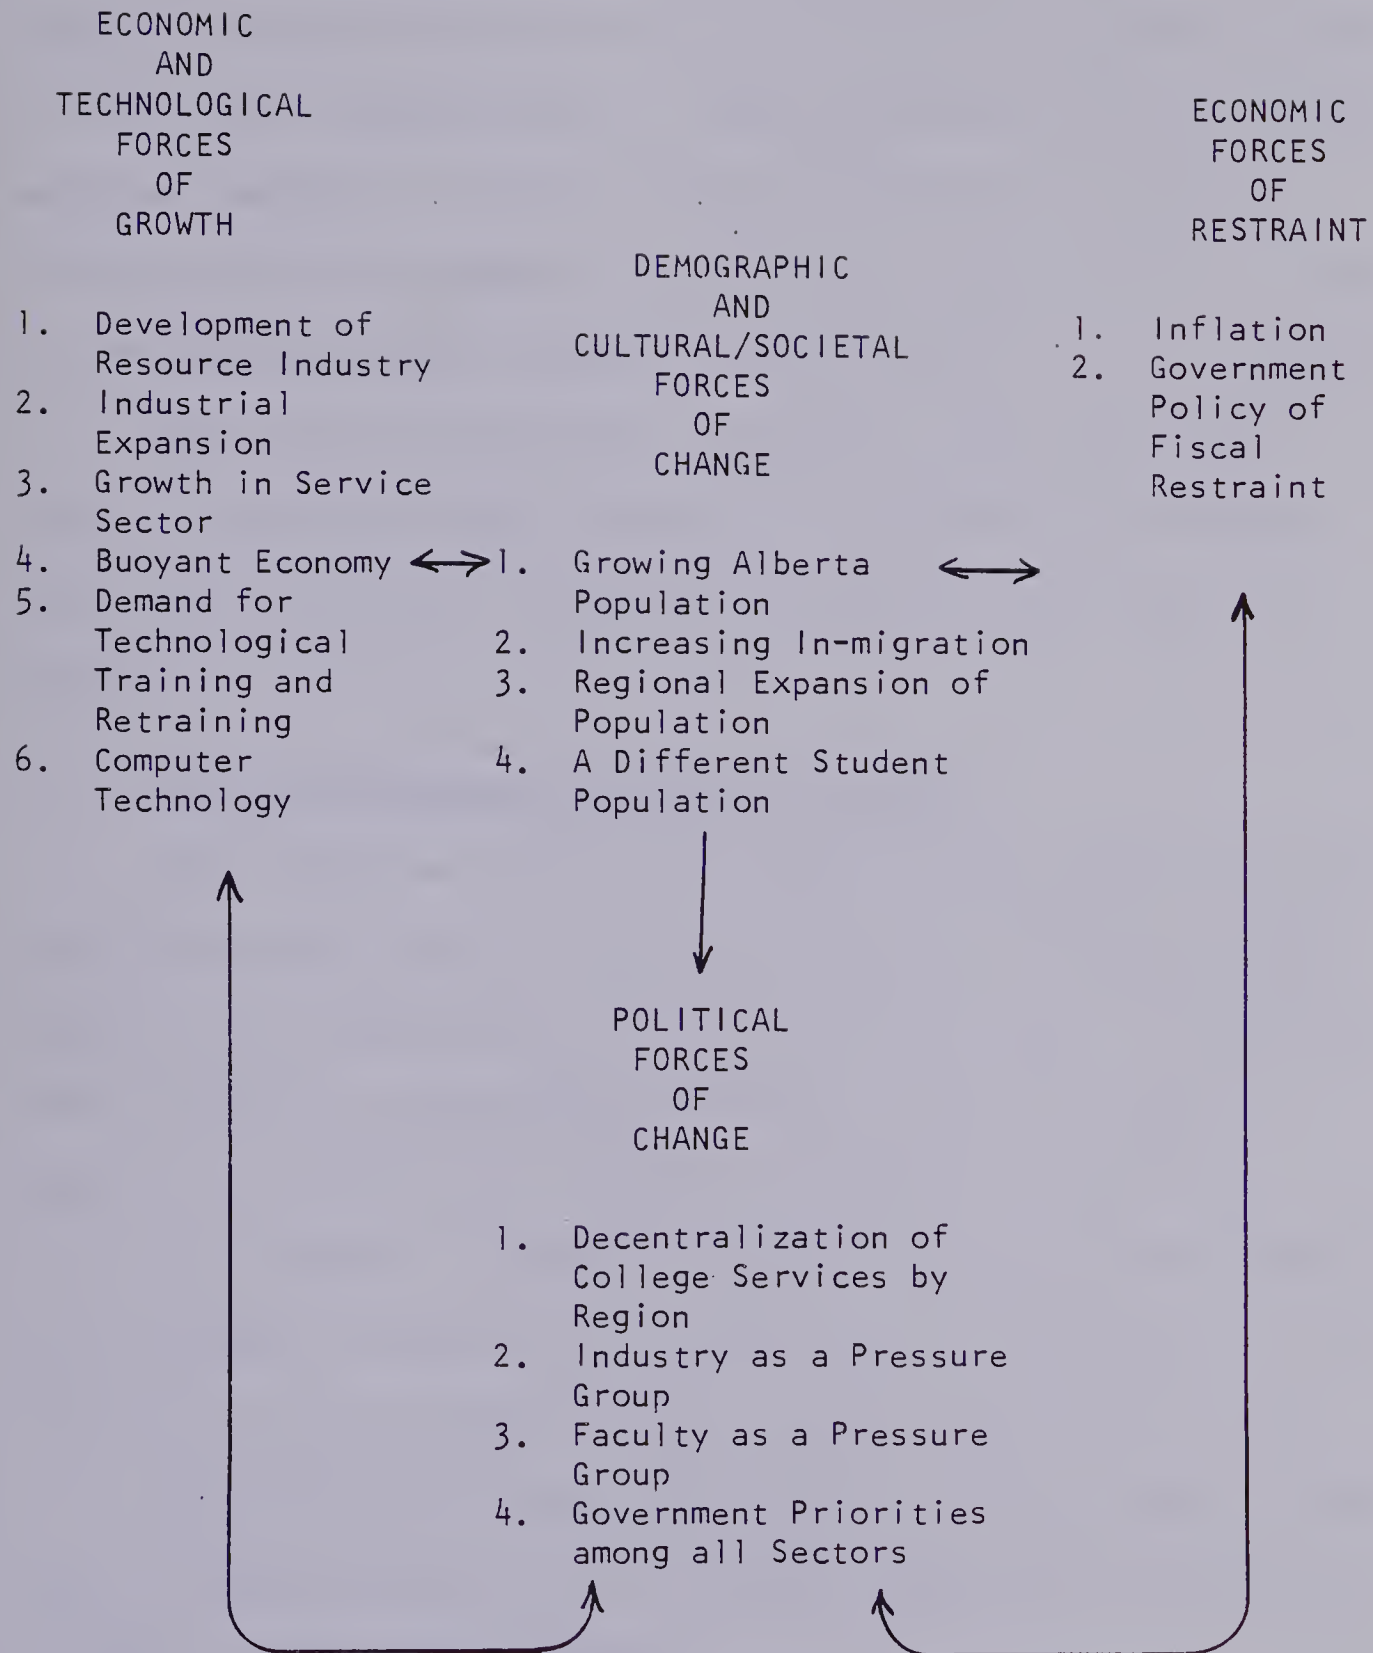 ECONOMIC
AND
TECHNOLOGICAL
FORCES
OF
GROWTH
1. Development of
Resource Industry
2. Industrial
Expansion
3. Growth in Service
Sector
4. Buoyant Economy
5. Demand for
Technological
Training and
Retraining
6. Computer
Technology
DEMOGRAPHIC
AND
CULTURAL/SOCIETAL
FORCES
OF
CHANGE
1. Growing Alberta
Population
2. Increasing In-migration
3. Regional Expansion of
Population
4. A Different Student
Population
ECONOMIC
FORCES
OF
RESTRAINT
1. Inflation
2. Government
Policy of
Fiscal
Restraint
POLITICAL
FORCES
OF
CHANGE
1. Decentralization of
College Services by
Region
2. Industry as a Pressure
Group
3. Faculty as a Pressure
Group
4. Government Priorities
among all Sectors